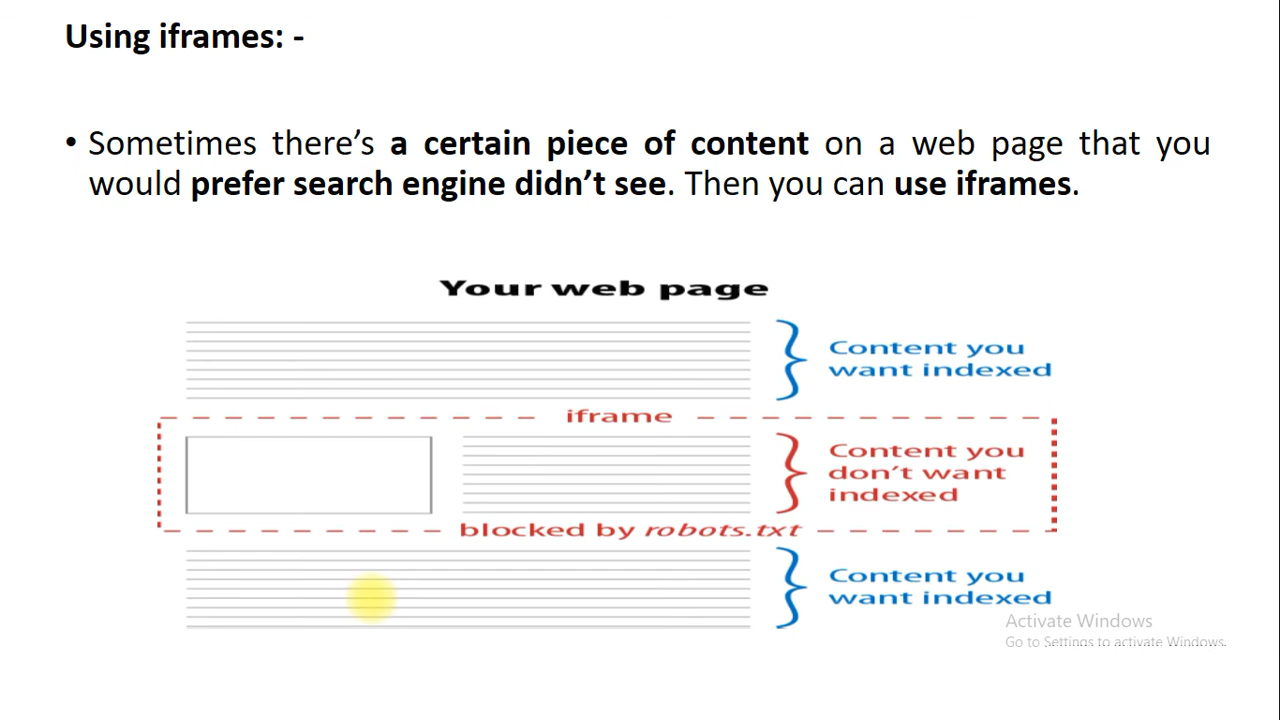 Using iframes: -
• Sometimes there’s a certain piece of content on a web page that you
would prefer search engine didn’t see. Then you can use iframes.
Your web page
Content you
want indexed
iframe
Content you
don’t want
indexed
blocked by robots.txt
Content you
want indexed
Activate Windows
Go to Settings to activate Windows.